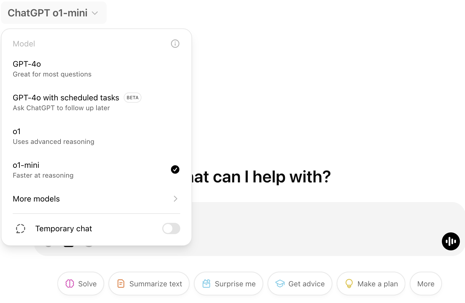 ChatGPT o1-mini
Model
GPT-4o
Great for most questions
GPT-4o with scheduled tasks BETA
Ask ChatGPT to follow up later
o1
Uses advanced reasoning
o1-mini
Faster at reasoning
More models
Temporary chat
at can I help with?
Solve Summarize text Surprise me Get advice Make a plan More